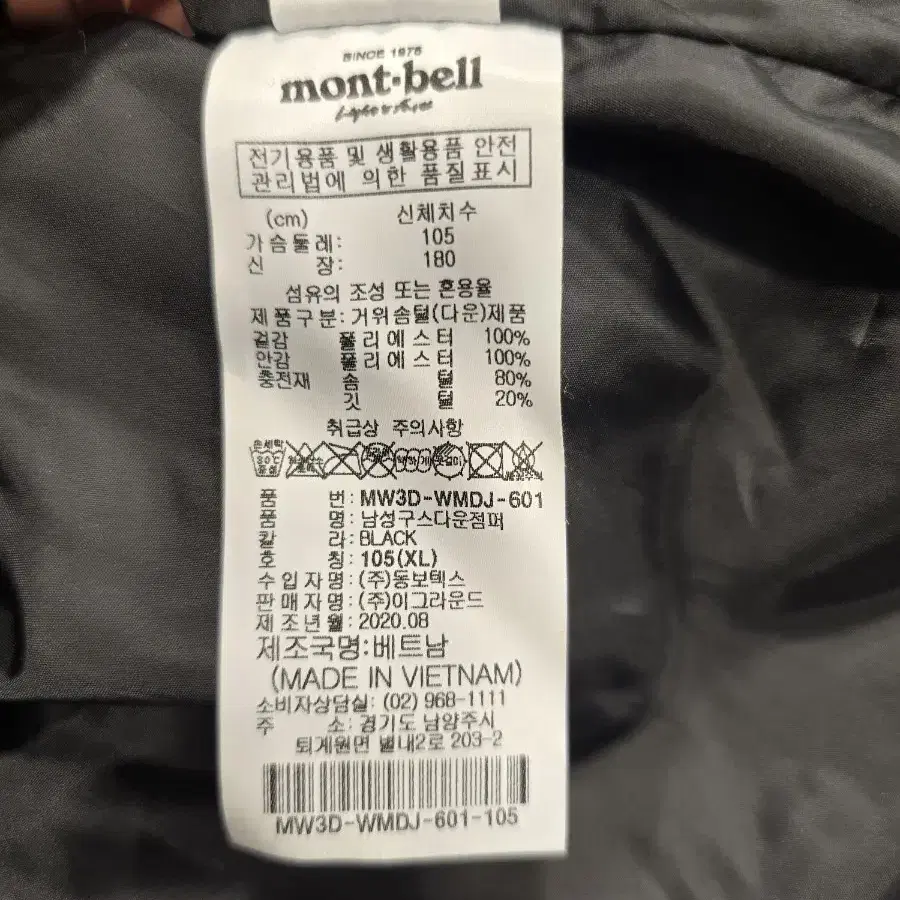 SINCE 1975
mont·bell
Light & Fast
전기용품 및 생활용품 안전
관리법에 의한 품질표시
(cm) 신체치수
가슴둘레: 105
신 장: 180
섬유의 조성 또는 혼용율
제품구분: 거위솜털(다운)제품
겉감 폴리에스터 100%
안감 폴리에스터 100%
충전재 솜 털 80%
깃 털 20%
취급상 주의사항
손세탁
30℃
중성
품 번: MW3D-WMDJ-601
품 명: 남성구스다운점퍼
칼 라: BLACK
호 칭: 105(XL)
수입자명: (주)동보텍스
판매자명: (주)이그라운드
제조년월: 2020.08
제조국명:베트남
(MADE IN VIETNAM)
소비자상담실: (02) 968-1111
주 소: 경기도 남양주시
퇴계원면 별내2로 203-2
MW3D-WMDJ-601-105